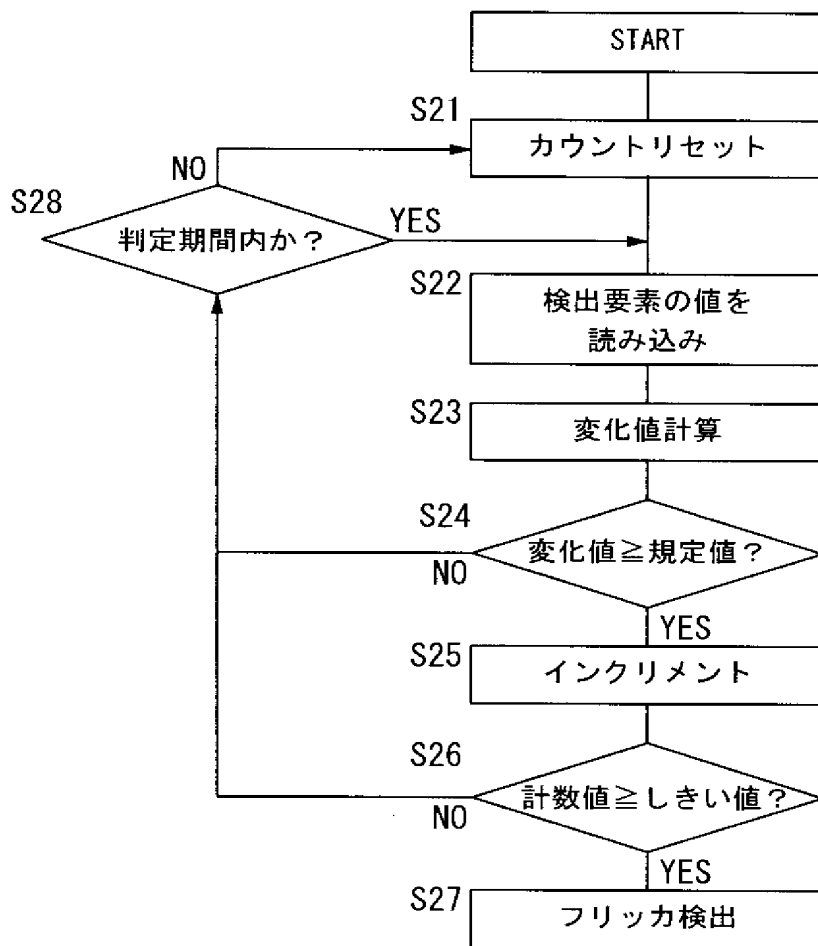 START
S21
カウントリセット
NO
S28
判定期間内か?
YES
S22
検出要素の値を
読み込み
S23
変化値計算
S24
変化値≧規定値?
NO
YES
S25
インクリメント
S26
計数値≧しきい値?
NO
YES
S27
フリッカ検出